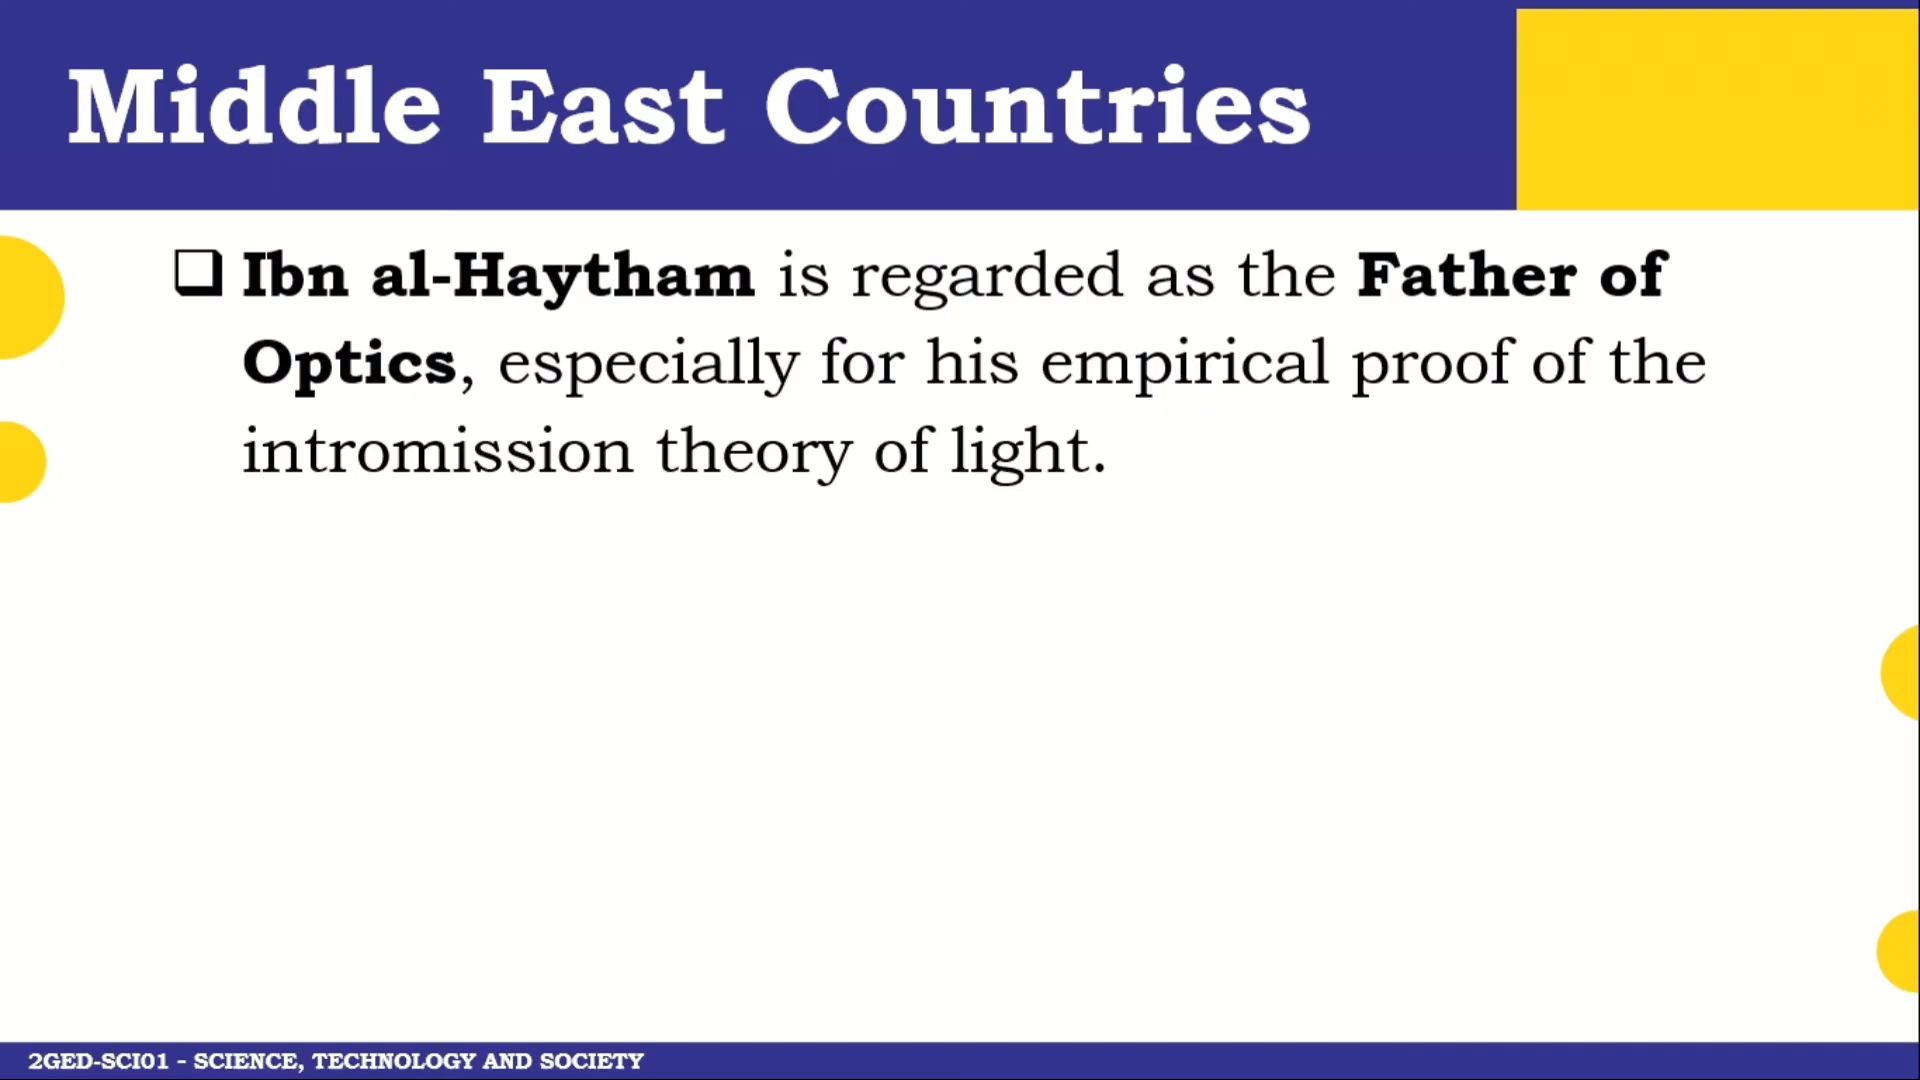 Middle East Countries
❑ Ibn al-Haytham is regarded as the Father of
Optics, especially for his empirical proof of the
intromission theory of light.
2GED-SCI01 - SCIENCE, TECHNOLOGY AND SOCIETY